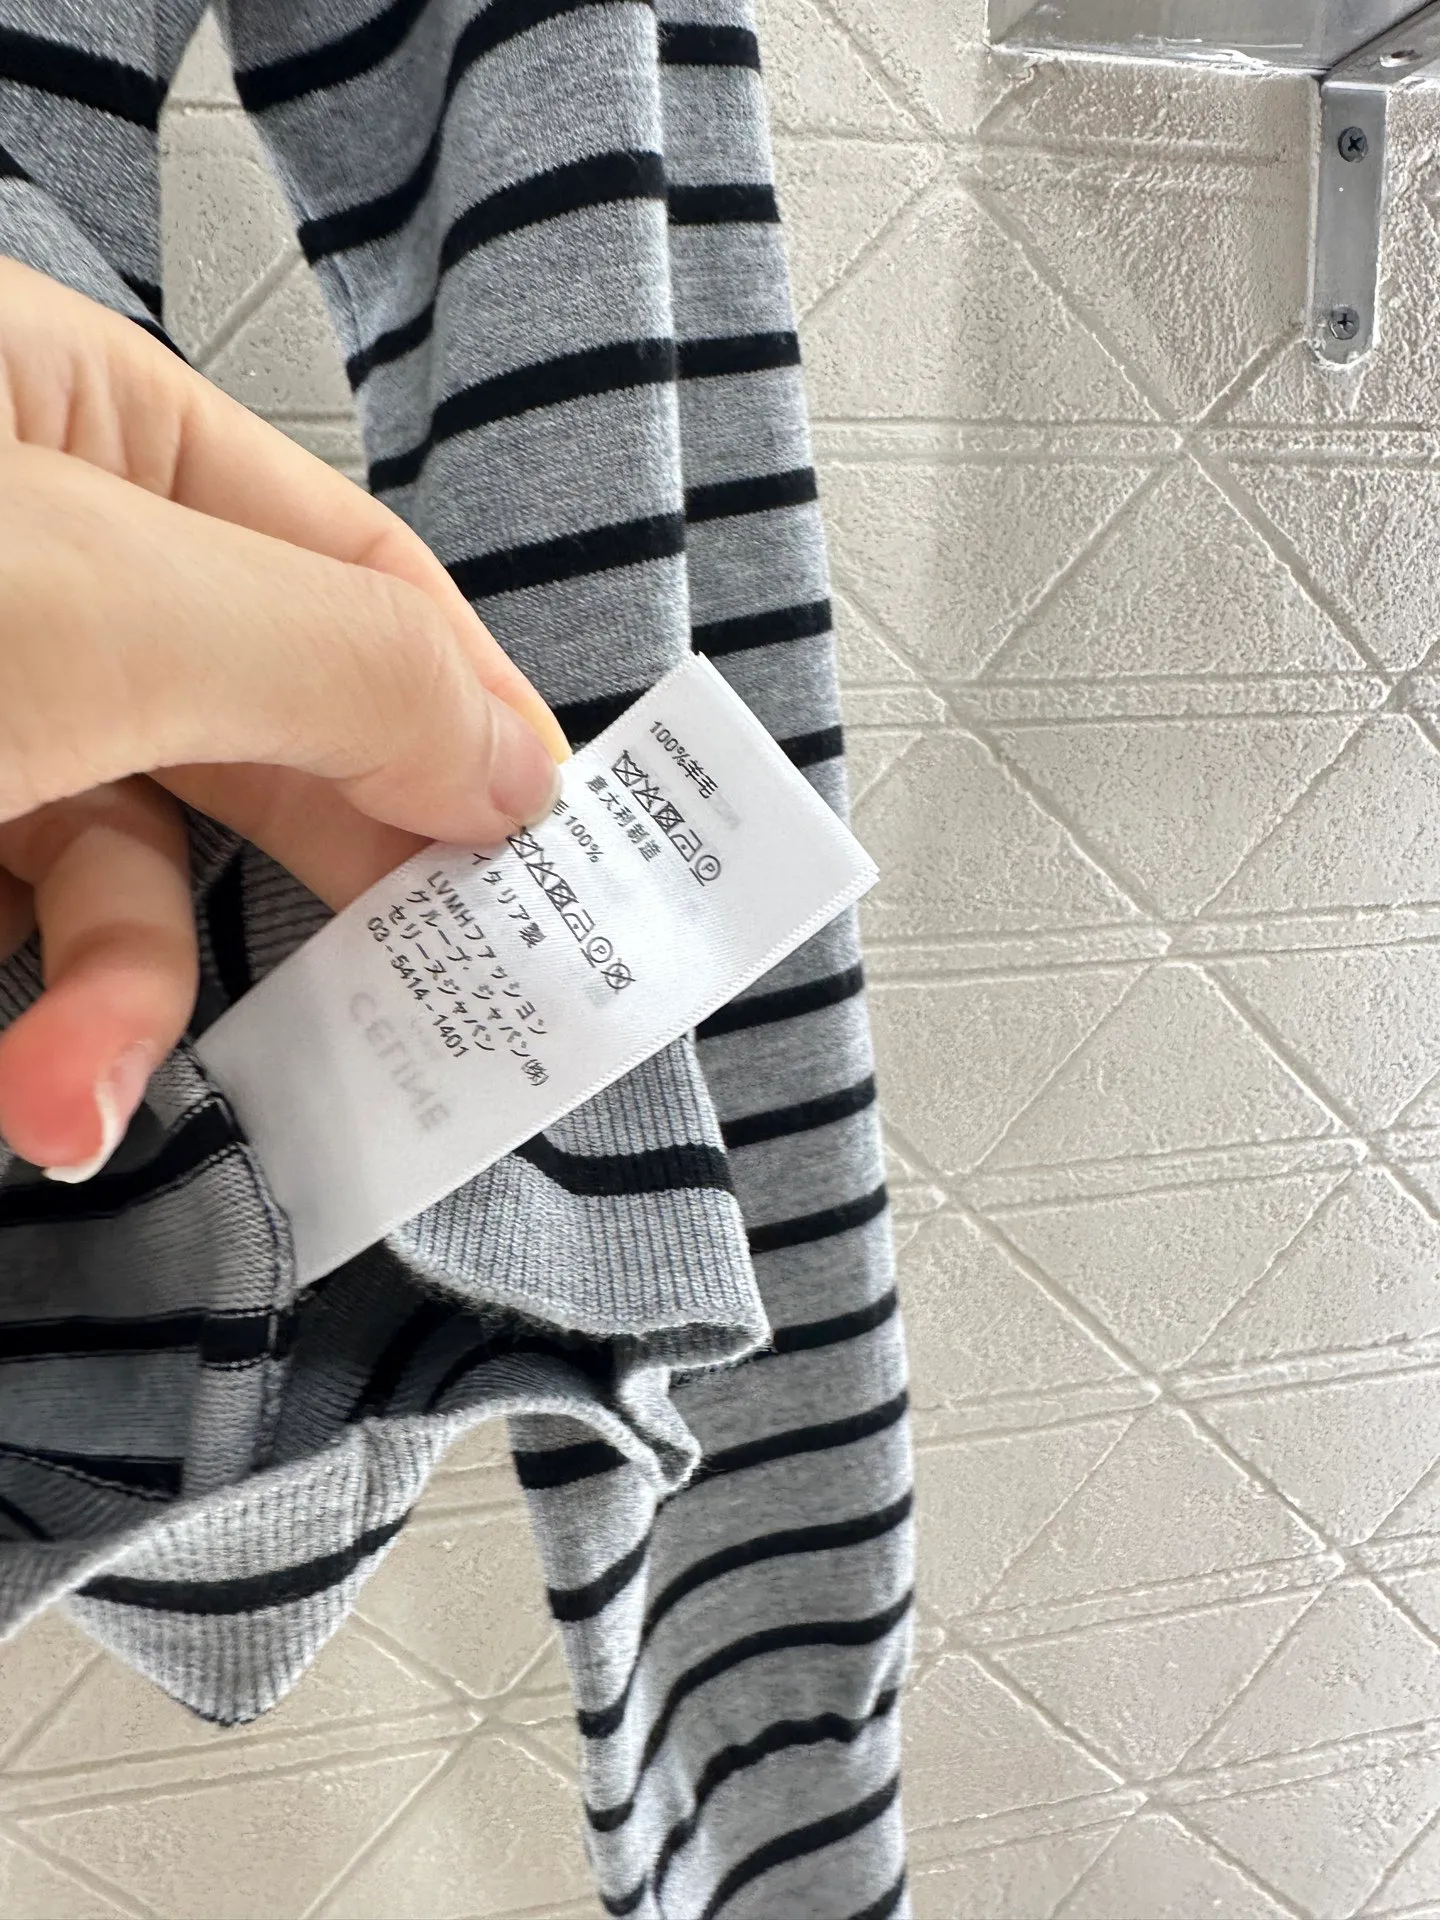 100%羊毛
意大利制造
毛 100%
イタリア製
LVMHファッション
グループ・ジャパン(株)
セリーヌジャパン
03-5414-1401
CELINE